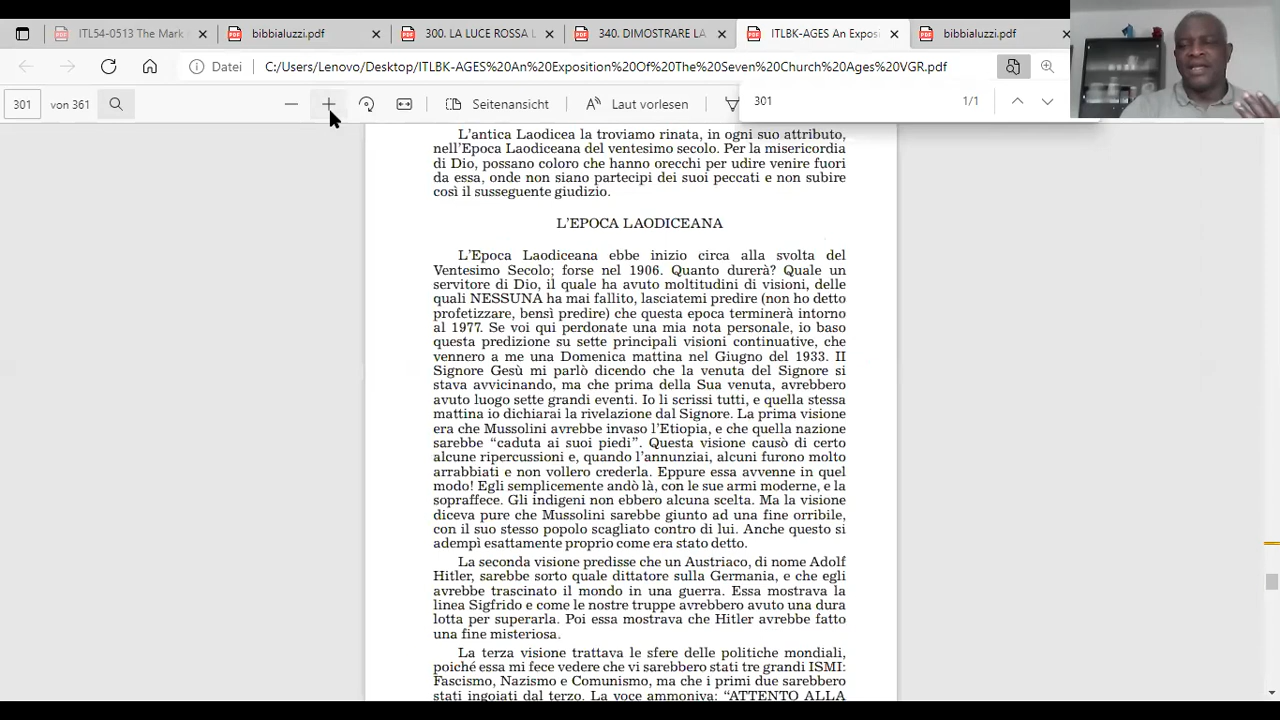 ITL54-0513 The Mark
bibbialuzzi.pdf
300. LA LUCE ROSSA L
340. DIMOSTRARE LA
ITLBK-AGES An Exposi
bibbialuzzi.pdf
Datei
C:/Users/Lenovo/Desktop/ITLBK-AGES%20An%20Exposition%20Of%20The%20Seven%20Church%20Ages%20VGR.pdf
301 von 361
Seitenansicht
Laut vorlesen
301
1/1
L'antica Laodicea la troviamo rinata, in ogni suo attributo,
nell'Epoca Laodiceana del ventesimo secolo. Per la misericordia
di Dio, possano coloro che hanno orecchi per udire venire fuori
da essa, onde non siano partecipi dei suoi peccati e non subire
così il susseguente giudizio.
L'EPOCA LAODICEANA
L'Epoca Laodiceana ebbe inizio circa alla svolta del
Ventesimo Secolo; forse nel 1906. Quanto durerà? Quale un
servitore di Dio, il quale ha avuto moltitudini di visioni, delle
quali NESSUNA ha mai fallito, lasciatemi predire (non ho detto
profetizzare, bensì predire) che questa epoca terminerà intorno
al 1977. Se voi qui perdonate una mia nota personale, io baso
questa predizione su sette principali visioni continuative, che
vennero a me una Domenica mattina nel Giugno del 1933. II
Signore Gesù mi parlò dicendo che la venuta del Signore si
stava avvicinando, ma che prima della Sua venuta, avrebbero
avuto luogo sette grandi eventi. Io li scrissi tutti, e quella stessa
mattina io dichiarai la rivelazione dal Signore. La prima visione
era che Mussolini avrebbe invaso l'Etiopia, e che quella nazione
sarebbe “caduta ai suoi piedi”. Questa visione causò di certo
alcune ripercussioni e, quando l'annunziai, alcuni furono molto
arrabbiati e non vollero crederla. Eppure essa avvenne in quel
modo! Egli semplicemente andò là, con le sue armi moderne, e la
sopraffece. Gli indigeni non ebbero alcuna scelta. Ma la visione
diceva pure che Mussolini sarebbe giunto ad una fine orribile,
con il suo stesso popolo scagliato contro di lui. Anche questo si
adempì esattamente proprio come era stato detto.
La seconda visione predisse che un Austriaco, di nome Adolf
Hitler, sarebbe sorto quale dittatore sulla Germania, e che egli
avrebbe trascinato il mondo in una guerra. Essa mostrava la
linea Sigfrido e come le nostre truppe avrebbero avuto una dura
lotta per superarla. Poi essa mostrava che Hitler avrebbe fatto
una fine misteriosa.
La terza visione trattava le sfere delle politiche mondiali,
poiché essa mi fece vedere che vi sarebbero stati tre grandi ISMI:
Fascismo, Nazismo e Comunismo, ma che i primi due sarebbero
stati ingoiati dal terzo. La voce ammoniva: “ATTENTO ALLA